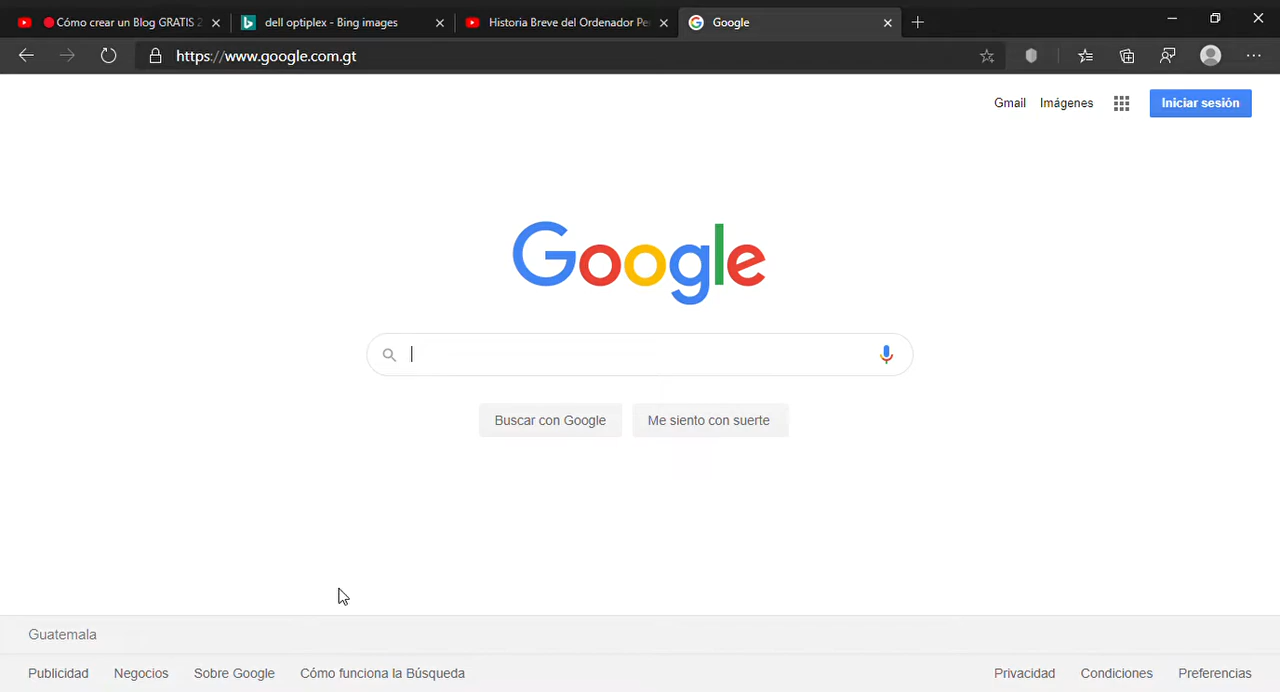 Cómo crear un Blog GRATIS 2
dell optiplex - Bing images
Historia Breve del Ordenador Pe
Google
https://www.google.com.gt
Gmail Imágenes Iniciar sesión
Google
Buscar con Google Me siento con suerte
Guatemala
Publicidad Negocios Sobre Google Cómo funciona la Búsqueda Privacidad Condiciones Preferencias